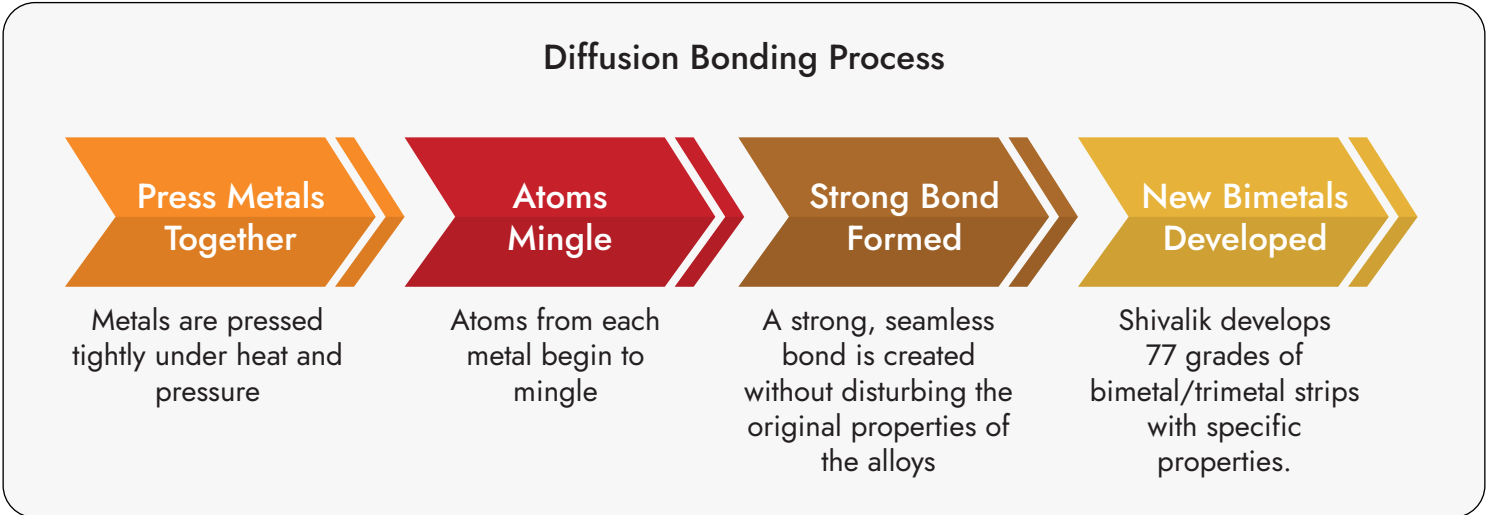 Diffusion Bonding Process
Press Metals
Together
Metals are pressed
tightly under heat and
pressure
Atoms
Mingle
Atoms from each
metal begin to
mingle
Strong Bond
Formed
A strong, seamless
bond is created
without disturbing the
original properties of
the alloys
New Bimetals
Developed
Shivalik develops
77 grades of
bimetal/trimetal strips
with specific
properties.